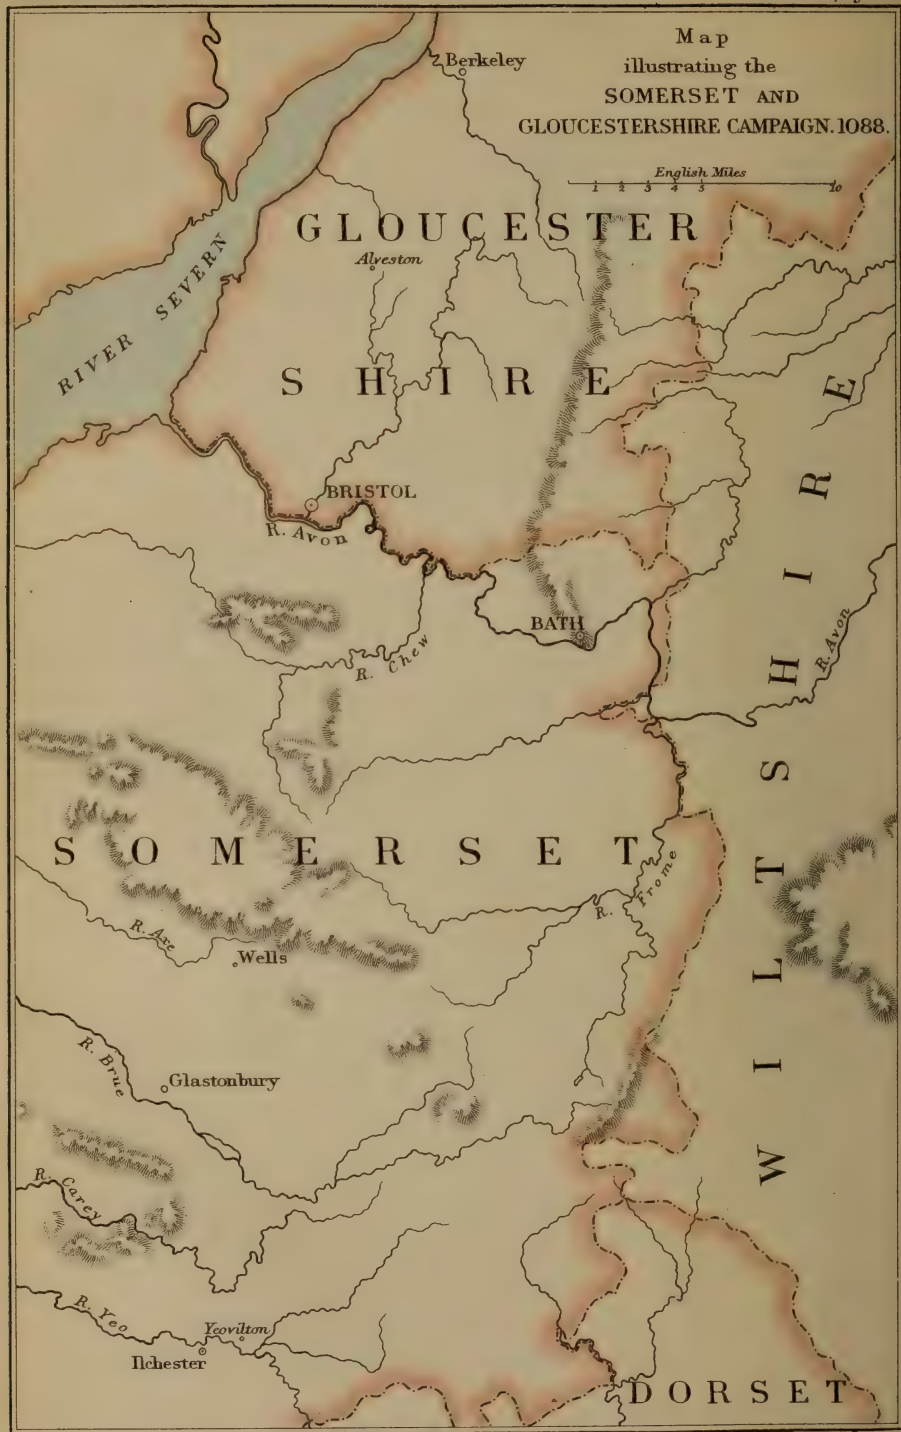 Map
illustrating the
SOMERSET AND
GLOUCESTERSHIRE CAMPAIGN. 1088.
English Miles
1 2 3 4 5 10
Berkeley
GLOUCESTER
SHIRE
Alveston
RIVER SEVERN
BRISTOL
R. Avon
BATH
R. Chew
R. Avon
WILTSHIRE
SOMERSET
R. Frome
R. Axe
Wells
R. Brue
Glastonbury
R. Carey
R. Yeo
Yeovilton
Ilchester
DORSET